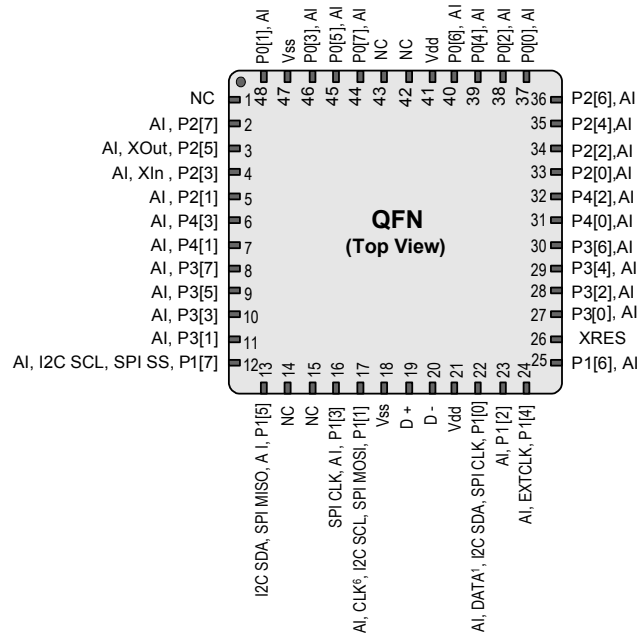 P0[1], AI
Vss
P0[3], AI
P0[5], AI
P0[7], AI
NC
NC
Vdd
P0[6], AI
P0[4], AI
P0[2], AI
P0[0], AI
48
47
46
45
44
43
42
41
40
39
38
37
NC 1
AI, P2[7] 2
AI, XOut, P2[5] 3
AI, XIn , P2[3] 4
AI , P2[1] 5
AI, P4[3] 6
AI, P4[1] 7
AI, P3[7] 8
AI, P3[5] 9
AI, P3[3] 10
AI, P3[1] 11
AI, I2C SCL, SPI SS, P1[7] 12
QFN
(Top View)
36 P2[6], AI
35 P2[4],AI
34 P2[2],AI
33 P2[0],AI
32 P4[2], AI
31 P4[0],AI
30 P3[6],AI
29 P3[4], AI
28 P3[2],AI
27 P3[0], AI
26 XRES
25 P1[6], AI
13
14
15
16
17
18
19
20
21
22
23
24
I2C SDA, SPI MISO, A I, P1[5]
NC
NC
SPI CLK, A I, P1[3]
AI, CLK⁶, I2C SCL, SPI MOSI, P1[1]
Vss
D +
D -
Vdd
AI, DATA¹, I2C SDA, SPI CLK, P1[0]
AI, P1[2]
AI, EXTCLK, P1[4]